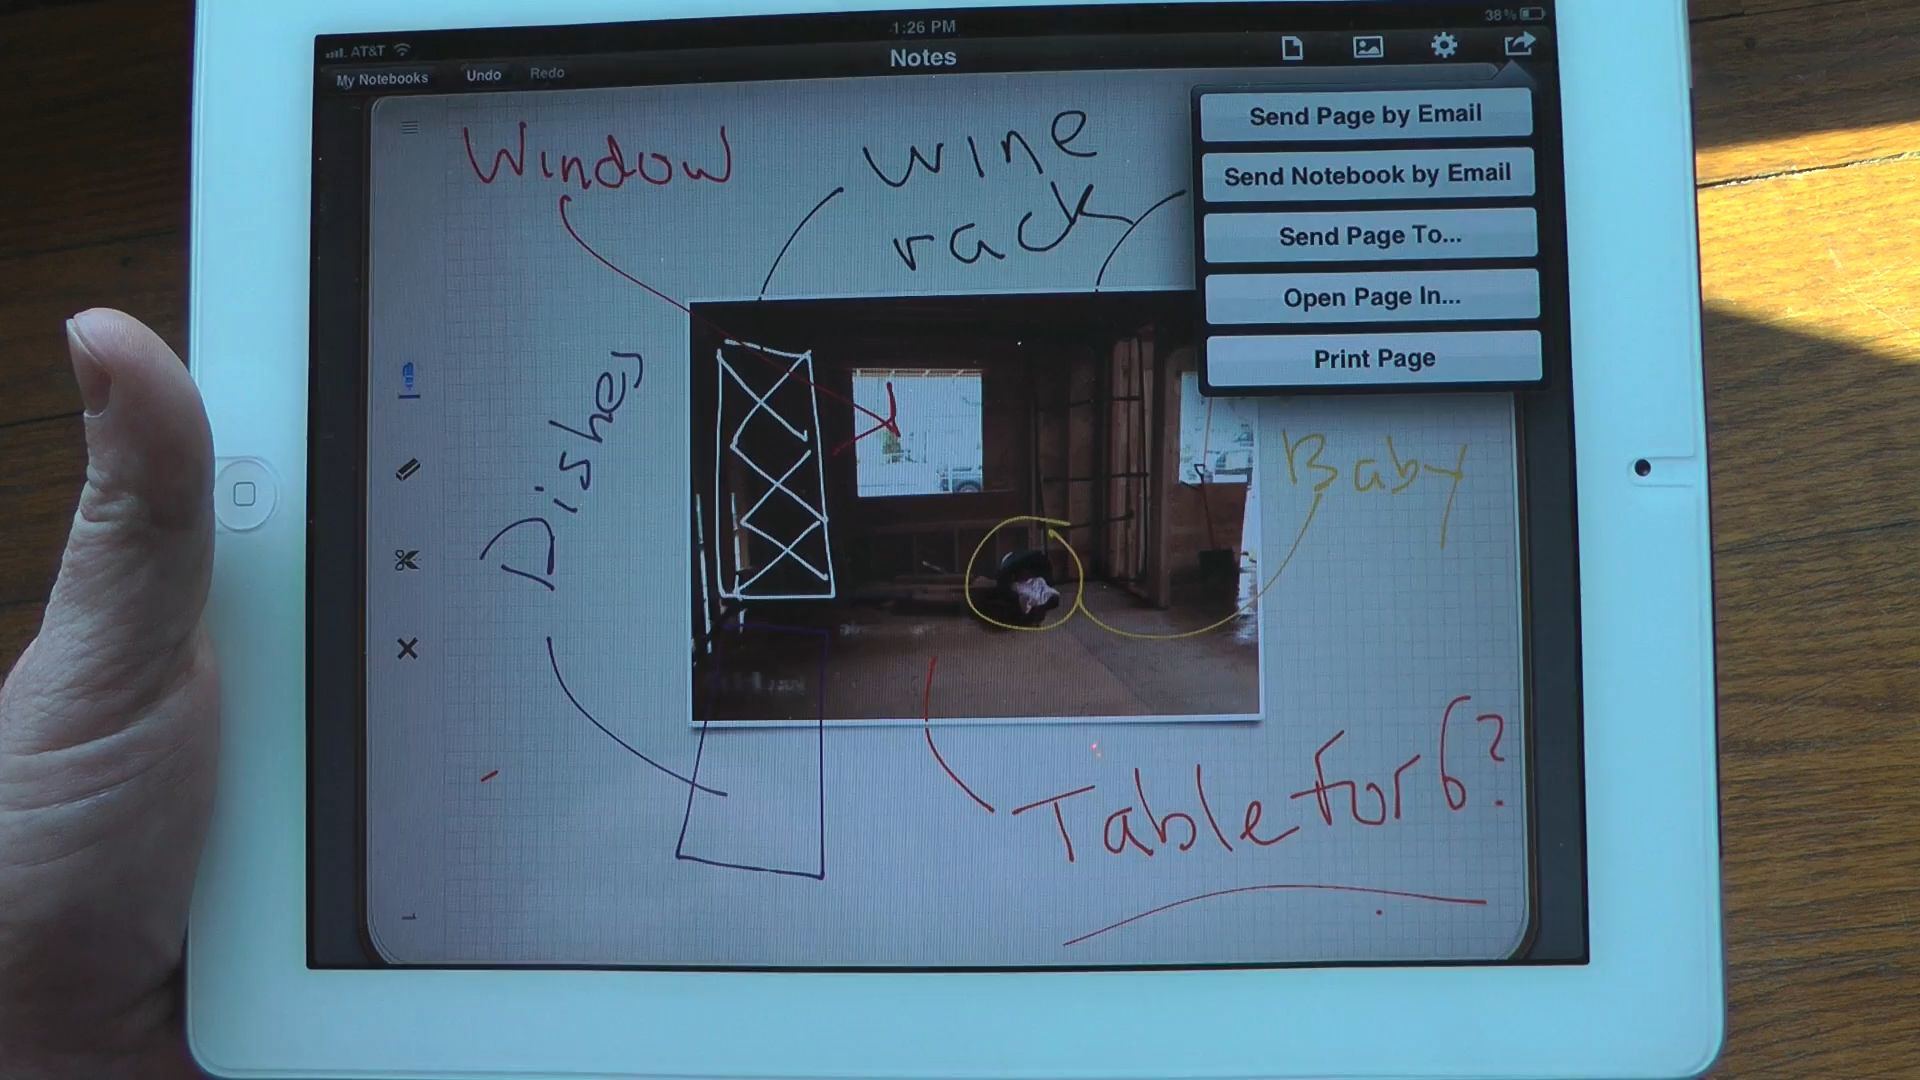 1:26 PM
38%
AT&T
Notes
My Notebooks
Undo
Redo
Send Page by Email
Send Notebook by Email
Send Page To...
Open Page In...
Print Page
Window
wine
rack
Dishes
Baby
Table for 6?
1